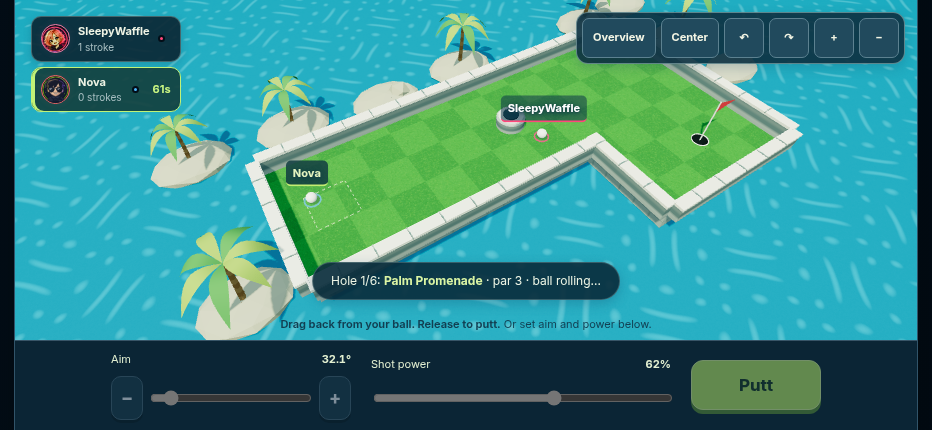 SleepyWaffle
1 stroke
Nova
0 strokes
61s
Overview
Center
↶
↷
+
−
SleepyWaffle
Nova
Hole 1/6: Palm Promenade · par 3 · ball rolling...
Drag back from your ball. Release to putt. Or set aim and power below.
Aim
32.1°
Shot power
62%
−
+
Putt